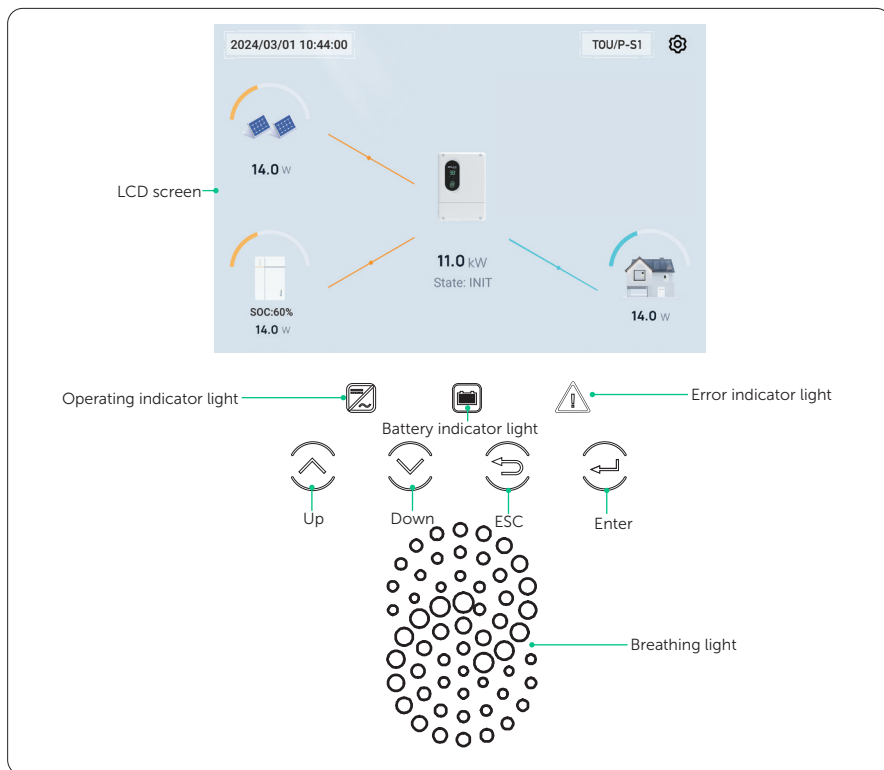 2024/03/01 10:44:00
TOU/P-S1
14.0 W
LCD screen
11.0 kW
State: INIT
SOC:60%
14.0 W
14.0 W
Operating indicator light
Error indicator light
Battery indicator light
Up
Down
ESC
Enter
Breathing light